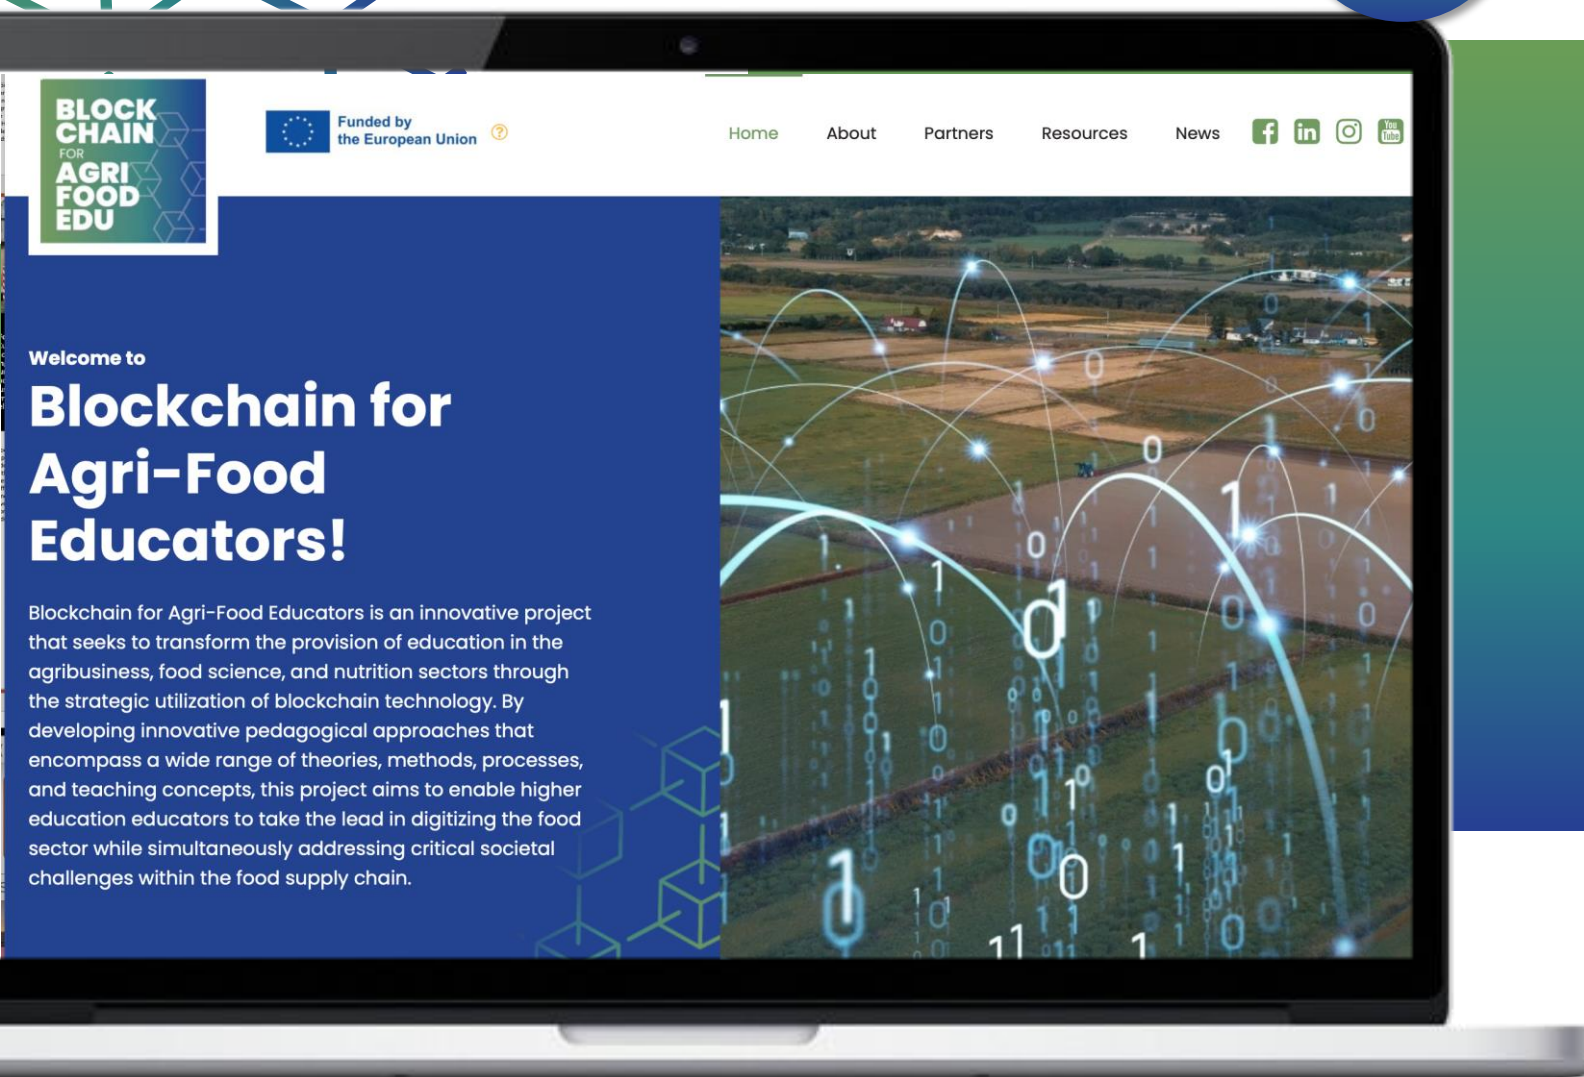 BLOCK
CHAIN
FOR
AGRI
FOOD
EDU
Funded by
the European Union
?
Home About Partners Resources News
You
Tube
Welcome to
Blockchain for
Agri-Food
Educators!
Blockchain for Agri-Food Educators is an innovative project
that seeks to transform the provision of education in the
agribusiness, food science, and nutrition sectors through
the strategic utilization of blockchain technology. By
developing innovative pedagogical approaches that
encompass a wide range of theories, methods, processes,
and teaching concepts, this project aims to enable higher
education educators to take the lead in digitizing the food
sector while simultaneously addressing critical societal
challenges within the food supply chain.